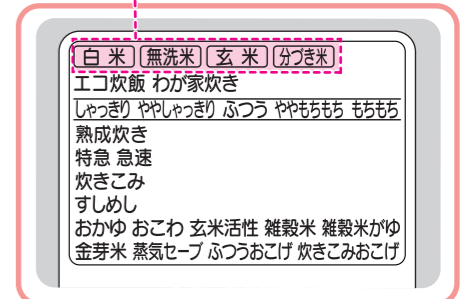 白米 無洗米 玄米 分づき米
エコ炊飯 わが家炊き
しゃっきり ややしゃっきり ふつう ややもちもち もちもち
熟成炊き
特急 急速
炊きこみ
すしめし
おかゆ おこわ 玄米活性 雑穀米 雑穀米がゆ
金芽米 蒸気セーブ ふつうおこげ 炊きこみおこげ